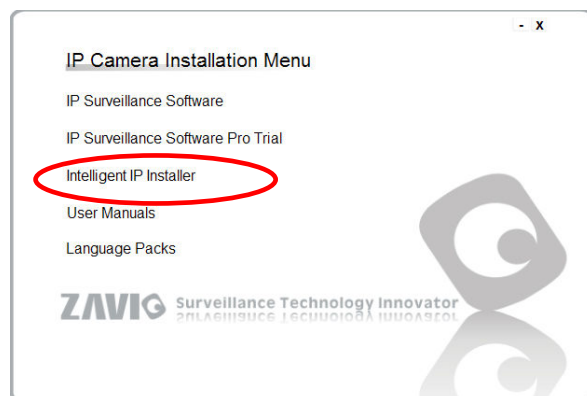 - X
IP Camera Installation Menu
IP Surveillance Software
IP Surveillance Software Pro Trial
Intelligent IP Installer
User Manuals
Language Packs
ZAVIO Surveillance Technology Innovator